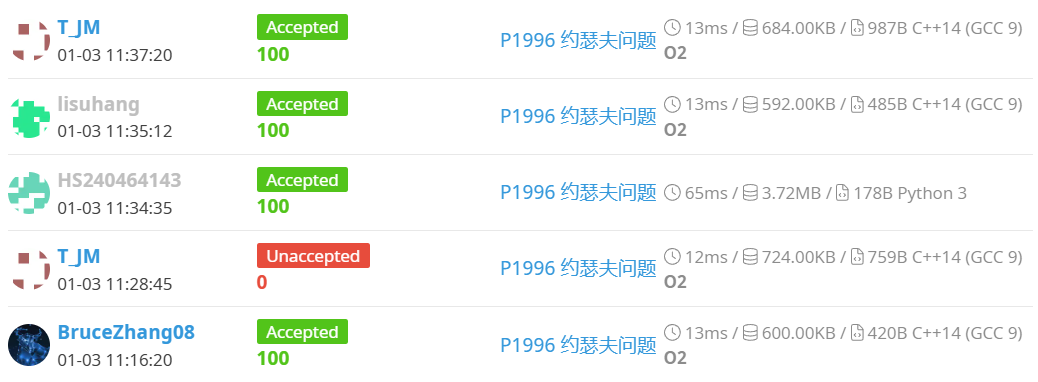 T_JM
01-03 11:37:20
Accepted
100
P1996 约瑟夫问题
13ms / 684.00KB / 987B C++14 (GCC 9)
O2
lisuhang
01-03 11:35:12
Accepted
100
P1996 约瑟夫问题
13ms / 592.00KB / 485B C++14 (GCC 9)
O2
HS240464143
01-03 11:34:35
Accepted
100
P1996 约瑟夫问题
65ms / 3.72MB / 178B Python 3
T_JM
01-03 11:28:45
Unaccepted
0
P1996 约瑟夫问题
12ms / 724.00KB / 759B C++14 (GCC 9)
O2
BruceZhang08
01-03 11:16:20
Accepted
100
P1996 约瑟夫问题
13ms / 600.00KB / 420B C++14 (GCC 9)
O2